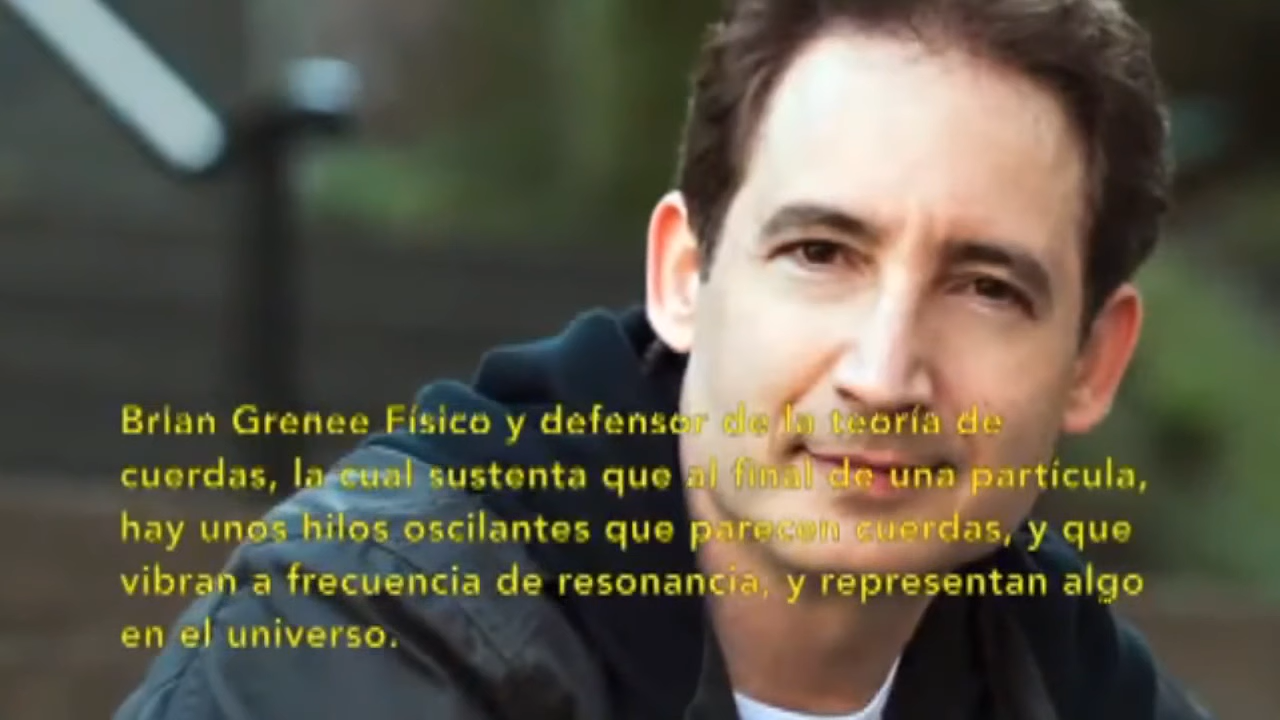 Brian Grenee Físico y defensor de la teoría de
cuerdas, la cual sustenta que al final de una partícula,
hay unos hilos oscilantes que parecen cuerdas, y que
vibran a frecuencia de resonancia, y representan algo
en el universo.